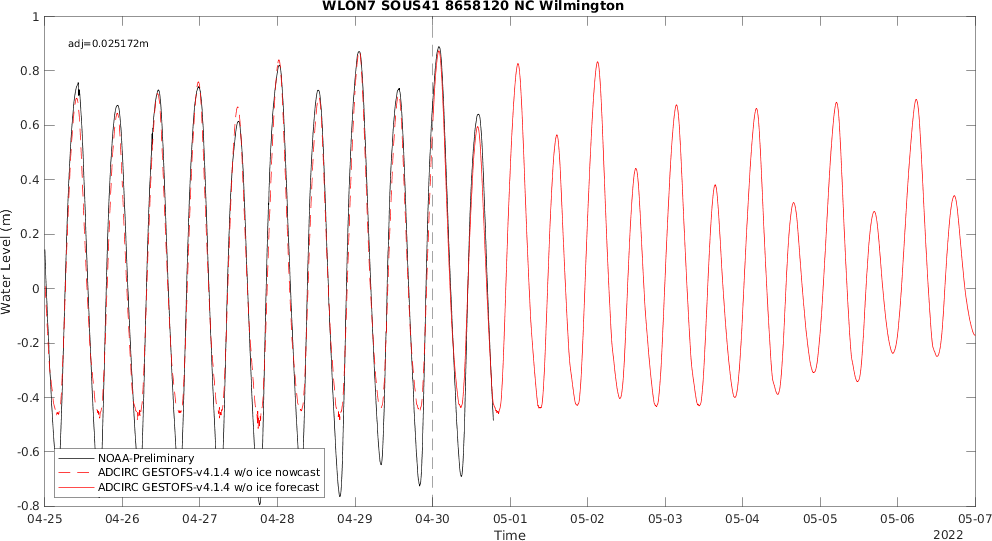 WLON7 SOUS41 8658120 NC Wilmington
adj=0.025172m
Water Level (m)
1
0.8
0.6
0.4
0.2
0
-0.2
-0.4
-0.6
-0.8
NOAA-Preliminary
ADCIRC GESTOFS-v4.1.4 w/o ice nowcast
ADCIRC GESTOFS-v4.1.4 w/o ice forecast
04-25 04-26 04-27 04-28 04-29 04-30 05-01 05-02 05-03 05-04 05-05 05-06 05-07
Time
2022